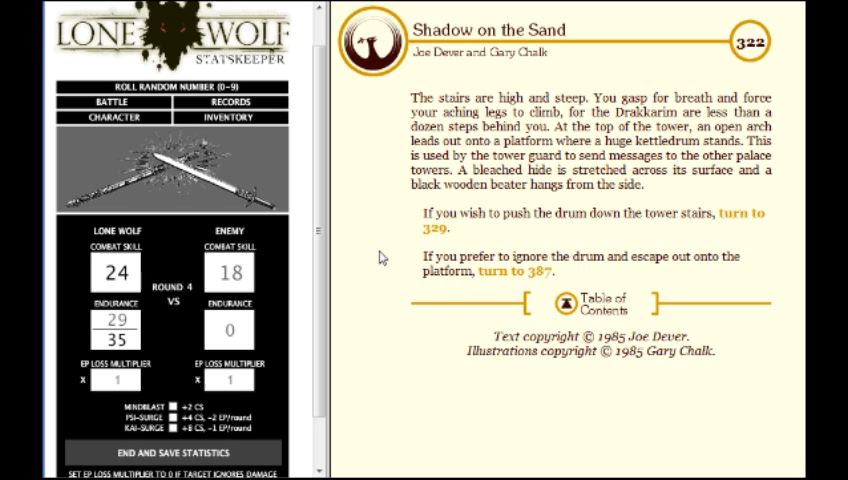 LONE WOLF
STATSKEEPER
ROLL RANDOM NUMBER (0-9)
BATTLE RECORDS
CHARACTER INVENTORY
LONE WOLF ENEMY
COMBAT SKILL COMBAT SKILL
24 18
ROUND 4
VS
ENDURANCE ENDURANCE
29
35 0
EP LOSS MULTIPLIER EP LOSS MULTIPLIER
X 1 X 1
MINDBLAST +2 CS
PSI-SURGE +4 CS, -2 EP/round
KAI-SURGE +8 CS, -1 EP/round
END AND SAVE STATISTICS
SET EP LOSS MULTIPLIER TO 0 IF TARGET IGNORES DAMAGE
Shadow on the Sand
Joe Dever and Gary Chalk
322
The stairs are high and steep. You gasp for breath and force
your aching legs to climb, for the Drakkarim are less than a
dozen steps behind you. At the top of the tower, an open arch
leads out onto a platform where a huge kettledrum stands. This
is used by the tower guard to send messages to the other palace
towers. A bleached hide is stretched across its surface and a
black wooden beater hangs from the side.
If you wish to push the drum down the tower stairs, turn to
329.
If you prefer to ignore the drum and escape out onto the
platform, turn to 387.
Table of
Contents
Text copyright © 1985 Joe Dever.
Illustrations copyright © 1985 Gary Chalk.